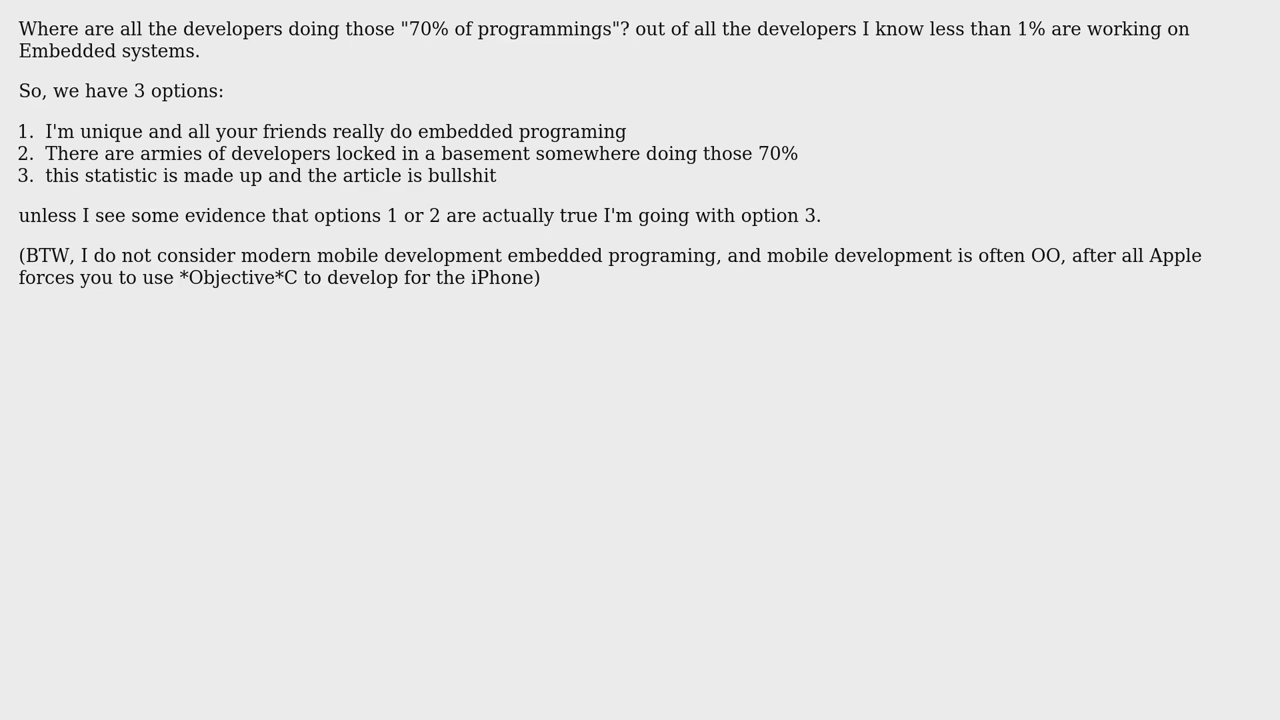 Where are all the developers doing those "70% of programmings"? out of all the developers I know less than 1% are working on
Embedded systems.
So, we have 3 options:
1. I'm unique and all your friends really do embedded programing
2. There are armies of developers locked in a basement somewhere doing those 70%
3. this statistic is made up and the article is bullshit
unless I see some evidence that options 1 or 2 are actually true I'm going with option 3.
(BTW, I do not consider modern mobile development embedded programing, and mobile development is often OO, after all Apple
forces you to use *Objective*C to develop for the iPhone)